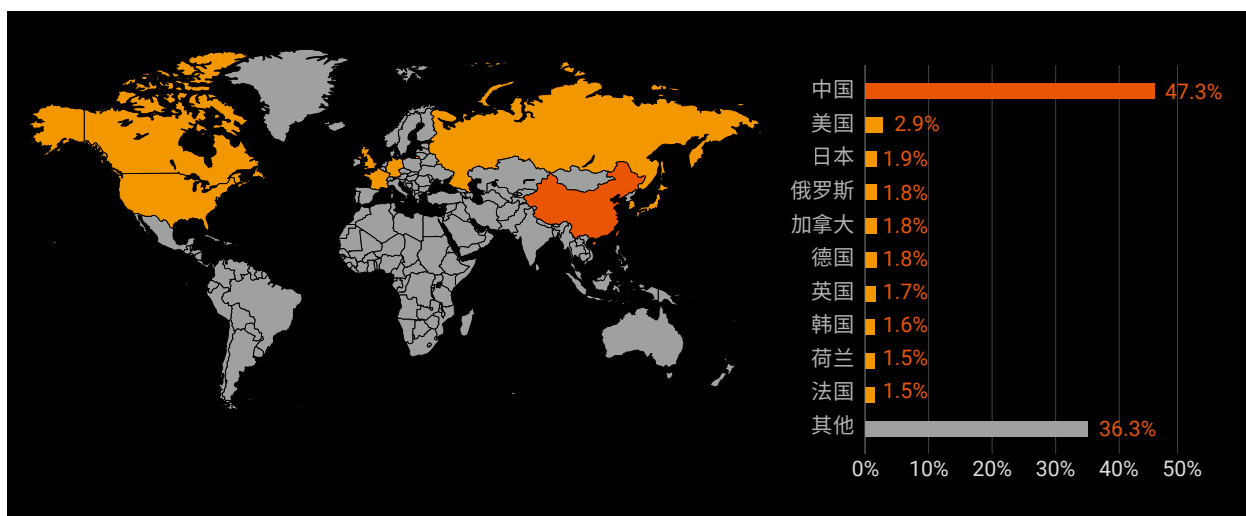 中国 47.3%
美国 2.9%
日本 1.9%
俄罗斯 1.8%
加拿大 1.8%
德国 1.8%
英国 1.7%
韩国 1.6%
荷兰 1.5%
法国 1.5%
其他 36.3%
0% 10% 20% 30% 40% 50%